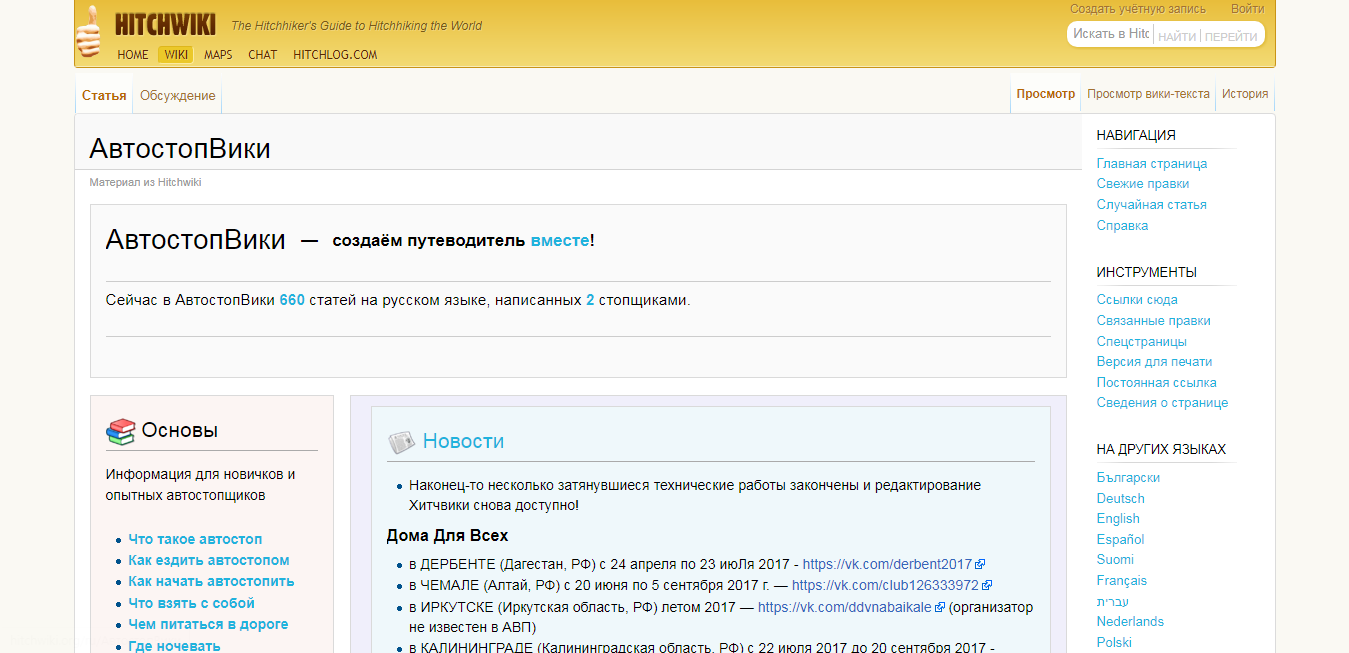 HITCHWIKI
The Hitchhiker's Guide to Hitchhiking the World
Создать учётную запись Войти
Искать в Hitc НАЙТИ ПЕРЕЙТИ
HOME WIKI MAPS CHAT HITCHLOG.COM
Статья Обсуждение
Просмотр Просмотр вики-текста История
АвтостопВики
Материал из Hitchwiki
АвтостопВики — создаём путеводитель вместе!
Сейчас в АвтостопВики 660 статей на русском языке, написанных 2 стопщиками.
Основы
Информация для новичков и
опытных автостопщиков
Что такое автостоп
Как ездить автостопом
Как начать автостопить
Что взять с собой
Чем питаться в дороге
Где ночевать
Новости
Наконец-то несколько затянувшиеся технические работы закончены и редактирование
Хитчвики снова доступно!
Дома Для Всех
в ДЕРБЕНТЕ (Дагестан, РФ) с 24 апреля по 23 июЛя 2017 - https://vk.com/derbent2017
в ЧЕМАЛЕ (Алтай, РФ) с 20 июня по 5 сентября 2017 г. — https://vk.com/club126333972
в ИРКУТСКЕ (Иркутская область, РФ) летом 2017 — https://vk.com/ddvnabaikale (организатор
не известен в АВП)
в КАЛИНИНГРАДЕ (Калининградская область, РФ) с 22 июля 2017 до 20 сентября 2017 -
НАВИГАЦИЯ
Главная страница
Свежие правки
Случайная статья
Справка
ИНСТРУМЕНТЫ
Ссылки сюда
Связанные правки
Спецстраницы
Версия для печати
Постоянная ссылка
Сведения о странице
НА ДРУГИХ ЯЗЫКАХ
Български
Deutsch
English
Español
Suomi
Français
עברית
Nederlands
Polski